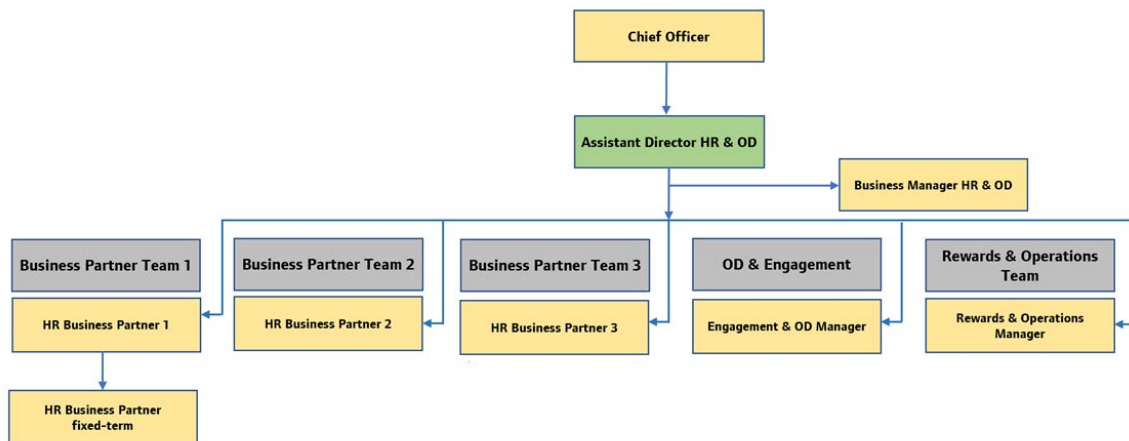 Chief Officer
Assistant Director HR & OD
Business Manager HR & OD
Business Partner Team 1
Business Partner Team 2
Business Partner Team 3
OD & Engagement
Rewards & Operations
Team
HR Business Partner 1
HR Business Partner 2
HR Business Partner 3
Engagement & OD Manager
Rewards & Operations
Manager
HR Business Partner
fixed-term